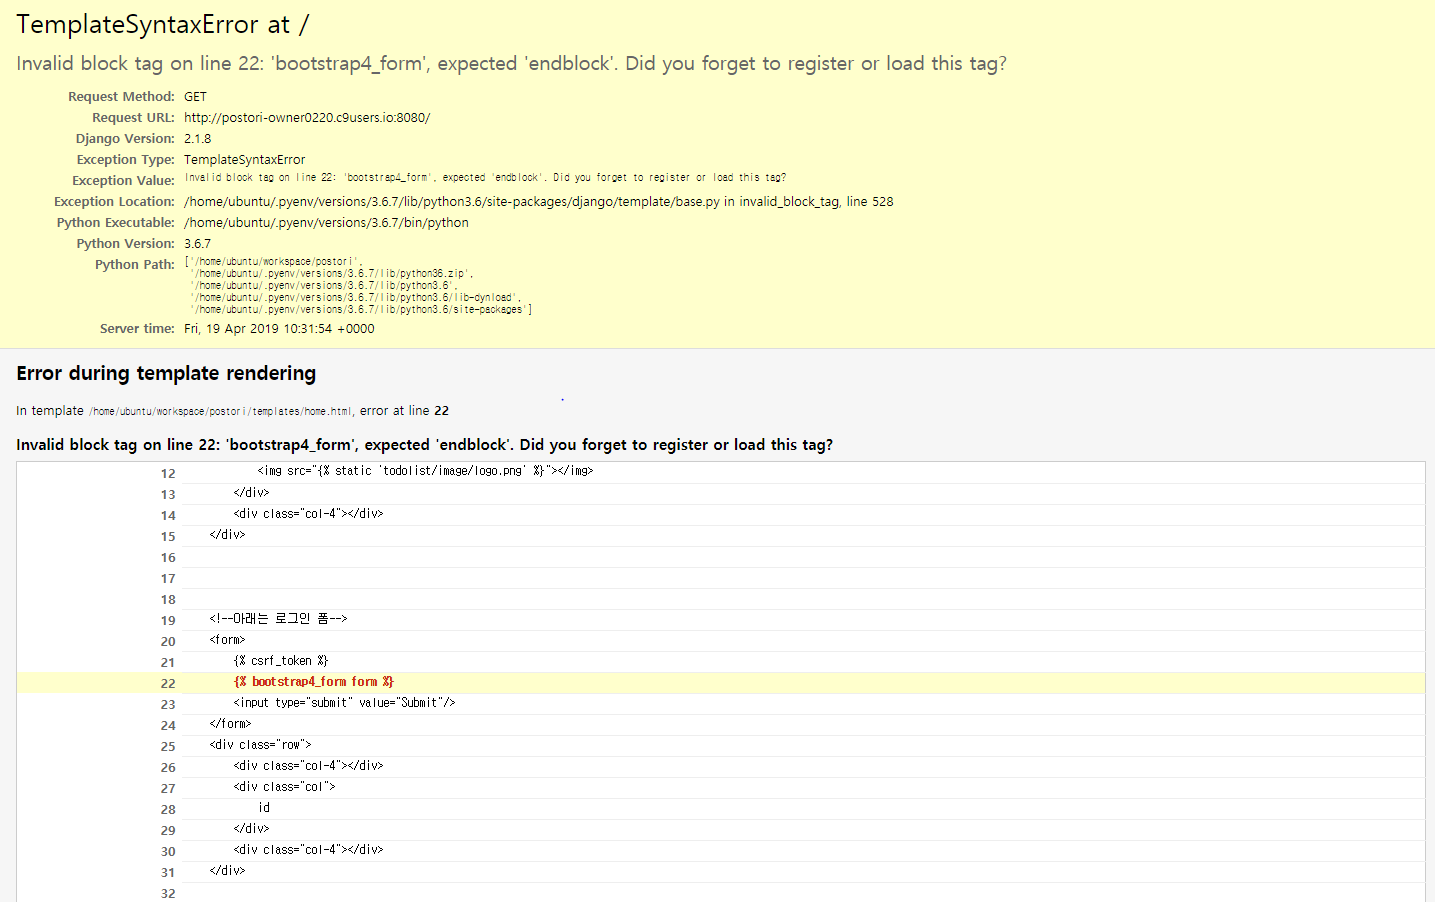 TemplateSyntaxError at /
Invalid block tag on line 22: 'bootstrap4_form', expected 'endblock'. Did you forget to register or load this tag?
Request Method: GET
Request URL: http://postori-owner0220.c9users.io:8080/
Django Version: 2.1.8
Exception Type: TemplateSyntaxError
Exception Value: Invalid block tag on line 22: 'bootstrap4_form', expected 'endblock'. Did you forget to register or load this tag?
Exception Location: /home/ubuntu/.pyenv/versions/3.6.7/lib/python3.6/site-packages/django/template/base.py in invalid_block_tag, line 528
Python Executable: /home/ubuntu/.pyenv/versions/3.6.7/bin/python
Python Version: 3.6.7
Python Path: ['/home/ubuntu/workspace/postori',
'/home/ubuntu/.pyenv/versions/3.6.7/lib/python36.zip',
'/home/ubuntu/.pyenv/versions/3.6.7/lib/python3.6',
'/home/ubuntu/.pyenv/versions/3.6.7/lib/python3.6/lib-dynload',
'/home/ubuntu/.pyenv/versions/3.6.7/lib/python3.6/site-packages']
Server time: Fri, 19 Apr 2019 10:31:54 +0000
Error during template rendering
In template /home/ubuntu/workspace/postori/templates/home.html, error at line 22
Invalid block tag on line 22: 'bootstrap4_form', expected 'endblock'. Did you forget to register or load this tag?
12 <img src="{% static 'todolist/image/logo.png' %}"></img>
13 </div>
14 <div class="col-4"></div>
15 </div>
16
17
18
19 <!--아래는 로그인 폼-->
20 <form>
21 {% csrf_token %}
22 {% bootstrap4_form form %}
23 <input type="submit" value="Submit"/>
24 </form>
25 <div class="row">
26 <div class="col-4"></div>
27 <div class="col">
28 id
29 </div>
30 <div class="col-4"></div>
31 </div>
32